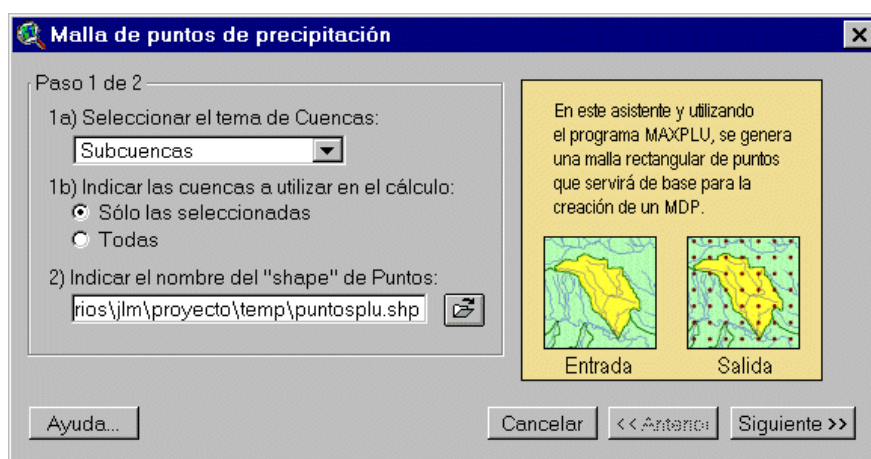 Malla de puntos de precipitación
Paso 1 de 2
1a) Seleccionar el tema de Cuencas:
Subcuencas
1b) Indicar las cuencas a utilizar en el cálculo:
Sólo las seleccionadas
Todas
2) Indicar el nombre del "shape" de Puntos:
rios\jlm\proyecto\temp\puntosplu.shp
En este asistente y utilizando
el programa MAXPLU, se genera
una malla rectangular de puntos
que servirá de base para la
creación de un MDP.
Entrada
Salida
Ayuda...
Cancelar
<< Anterior
Siguiente >>